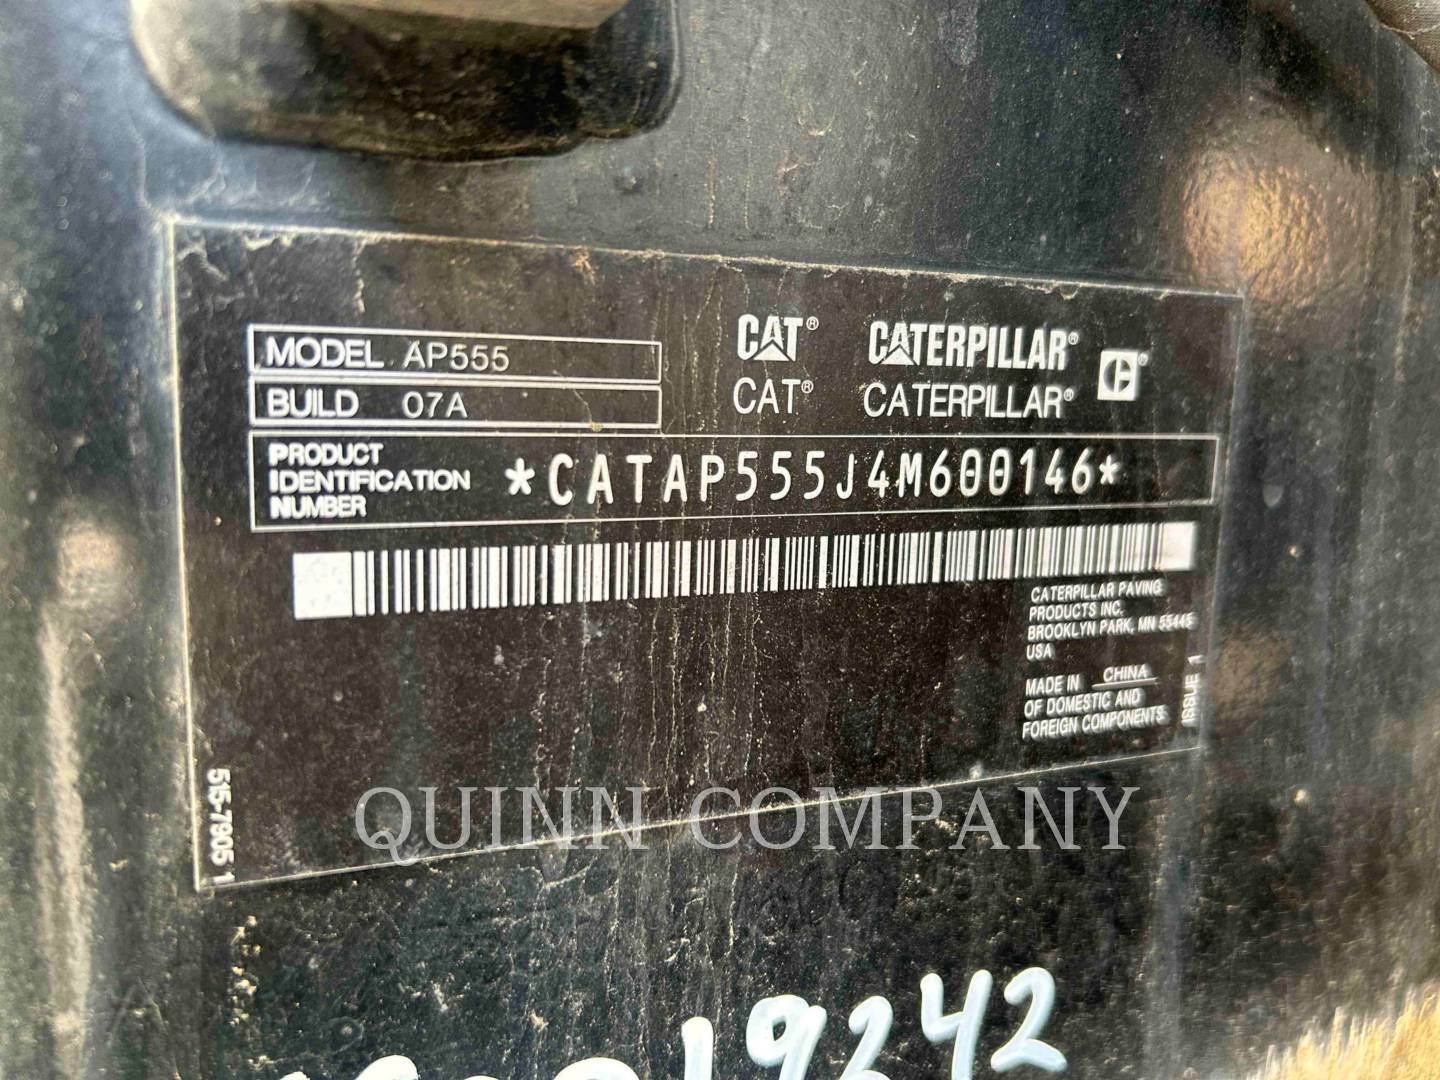 MODEL AP555
BUILD 07A
CAT® CATERPILLAR®
CAT® CATERPILLAR®
PRODUCT
IDENTIFICATION
NUMBER
*CATAP555J4M600146*
CATERPILLAR PAVING
PRODUCTS INC.
BROOKLYN PARK, MN 55445
USA
MADE IN CHINA
OF DOMESTIC AND
FOREIGN COMPONENTS
ISSUE 1
515-7905 1
QUINN COMPANY
19242